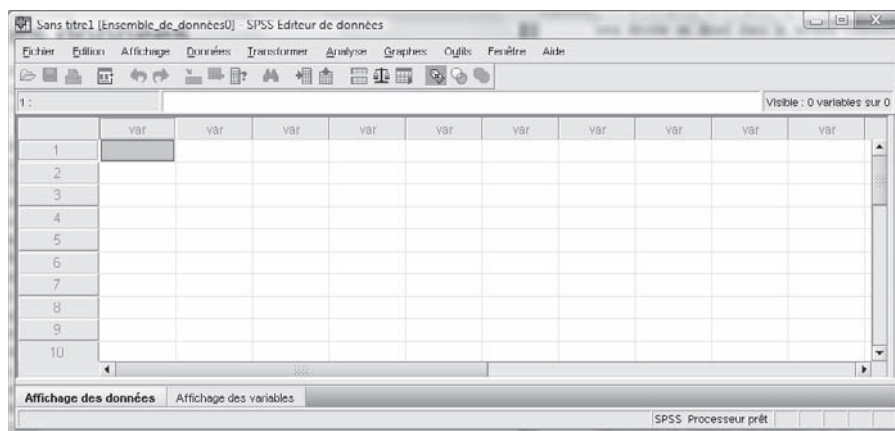 Sans titre1 [Ensemble_de_données0] - SPSS Editeur de données
Fichier Edition Affichage Données Transformer Analyse Graphes Outils Fenêtre Aide
1 : Visible : 0 variables sur 0
var var var var var var var var var var
1
2
3
4
5
6
7
8
9
10
Affichage des données Affichage des variables
SPSS Processeur prêt